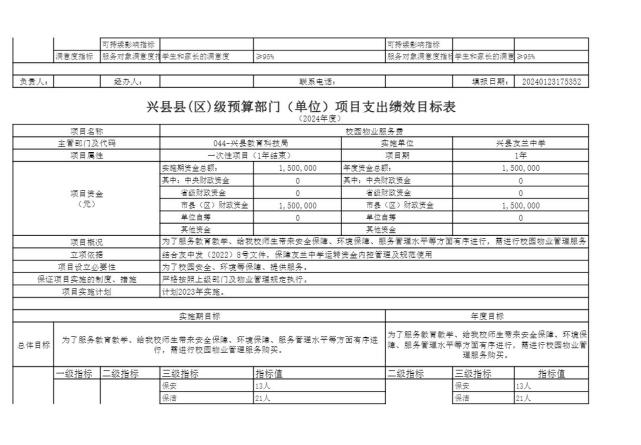 可持续影响指标 可持续影响指标
满意度指标 服务对象满意度指 学生和家长的满意度 ≥95% 服务对象满意度指 学生和家长的满意 ≥95%
负责人： 经办人： 联系电话： 填报日期： 20240123175352
兴县县(区)级预算部门（单位）项目支出绩效目标表
（2024年度）
项目名称 校园物业服务费
主管部门及代码 044-兴县教育科技局 实施单位 兴县友兰中学
项目属性 一次性项目（1年结束） 项目期 1年
项目资金
（元）
实施期资金总额： 1,500,000 年度资金总额： 1,500,000
其中：中央财政资金 0 其中：中央财政资金 0
省级财政资金 0 省级财政资金 0
市县（区）财政资金 1,500,000 市县（区）财政资金 1,500,000
单位自筹 0 单位自筹 0
其他资金 其他资金
项目概况 为了服务教育教学、给我校师生带来安全保障、环境保障、服务管理水平等方面有序进行，需进行校园物业管理服务
立项依据 结合友中发（2022）8号文件，保障友兰中学运转资金内控管理及规范使用
项目设立必要性 为了校园安全、环境等保障、提供服务。
保证项目实施的制度、措施 严格按照上级部门及物业管理规定执行。
项目实施计划 计划2023年实施。
实施期目标 年度目标
总体目标
为了服务教育教学、给我校师生带来安全保障、环境保障、服务管理水平等方面有序进
行，需进行校园物业管理服务购买。
为了服务教育教学、给我校师生带来安全保障、环境保
障、服务管理水平等方面有序进行，需进行校园物业管
理服务购买。
一级指标 二级指标 三级指标 指标值 二级指标 三级指标 指标值
保安 13人 保安 13人
保洁 21人 保洁 21人